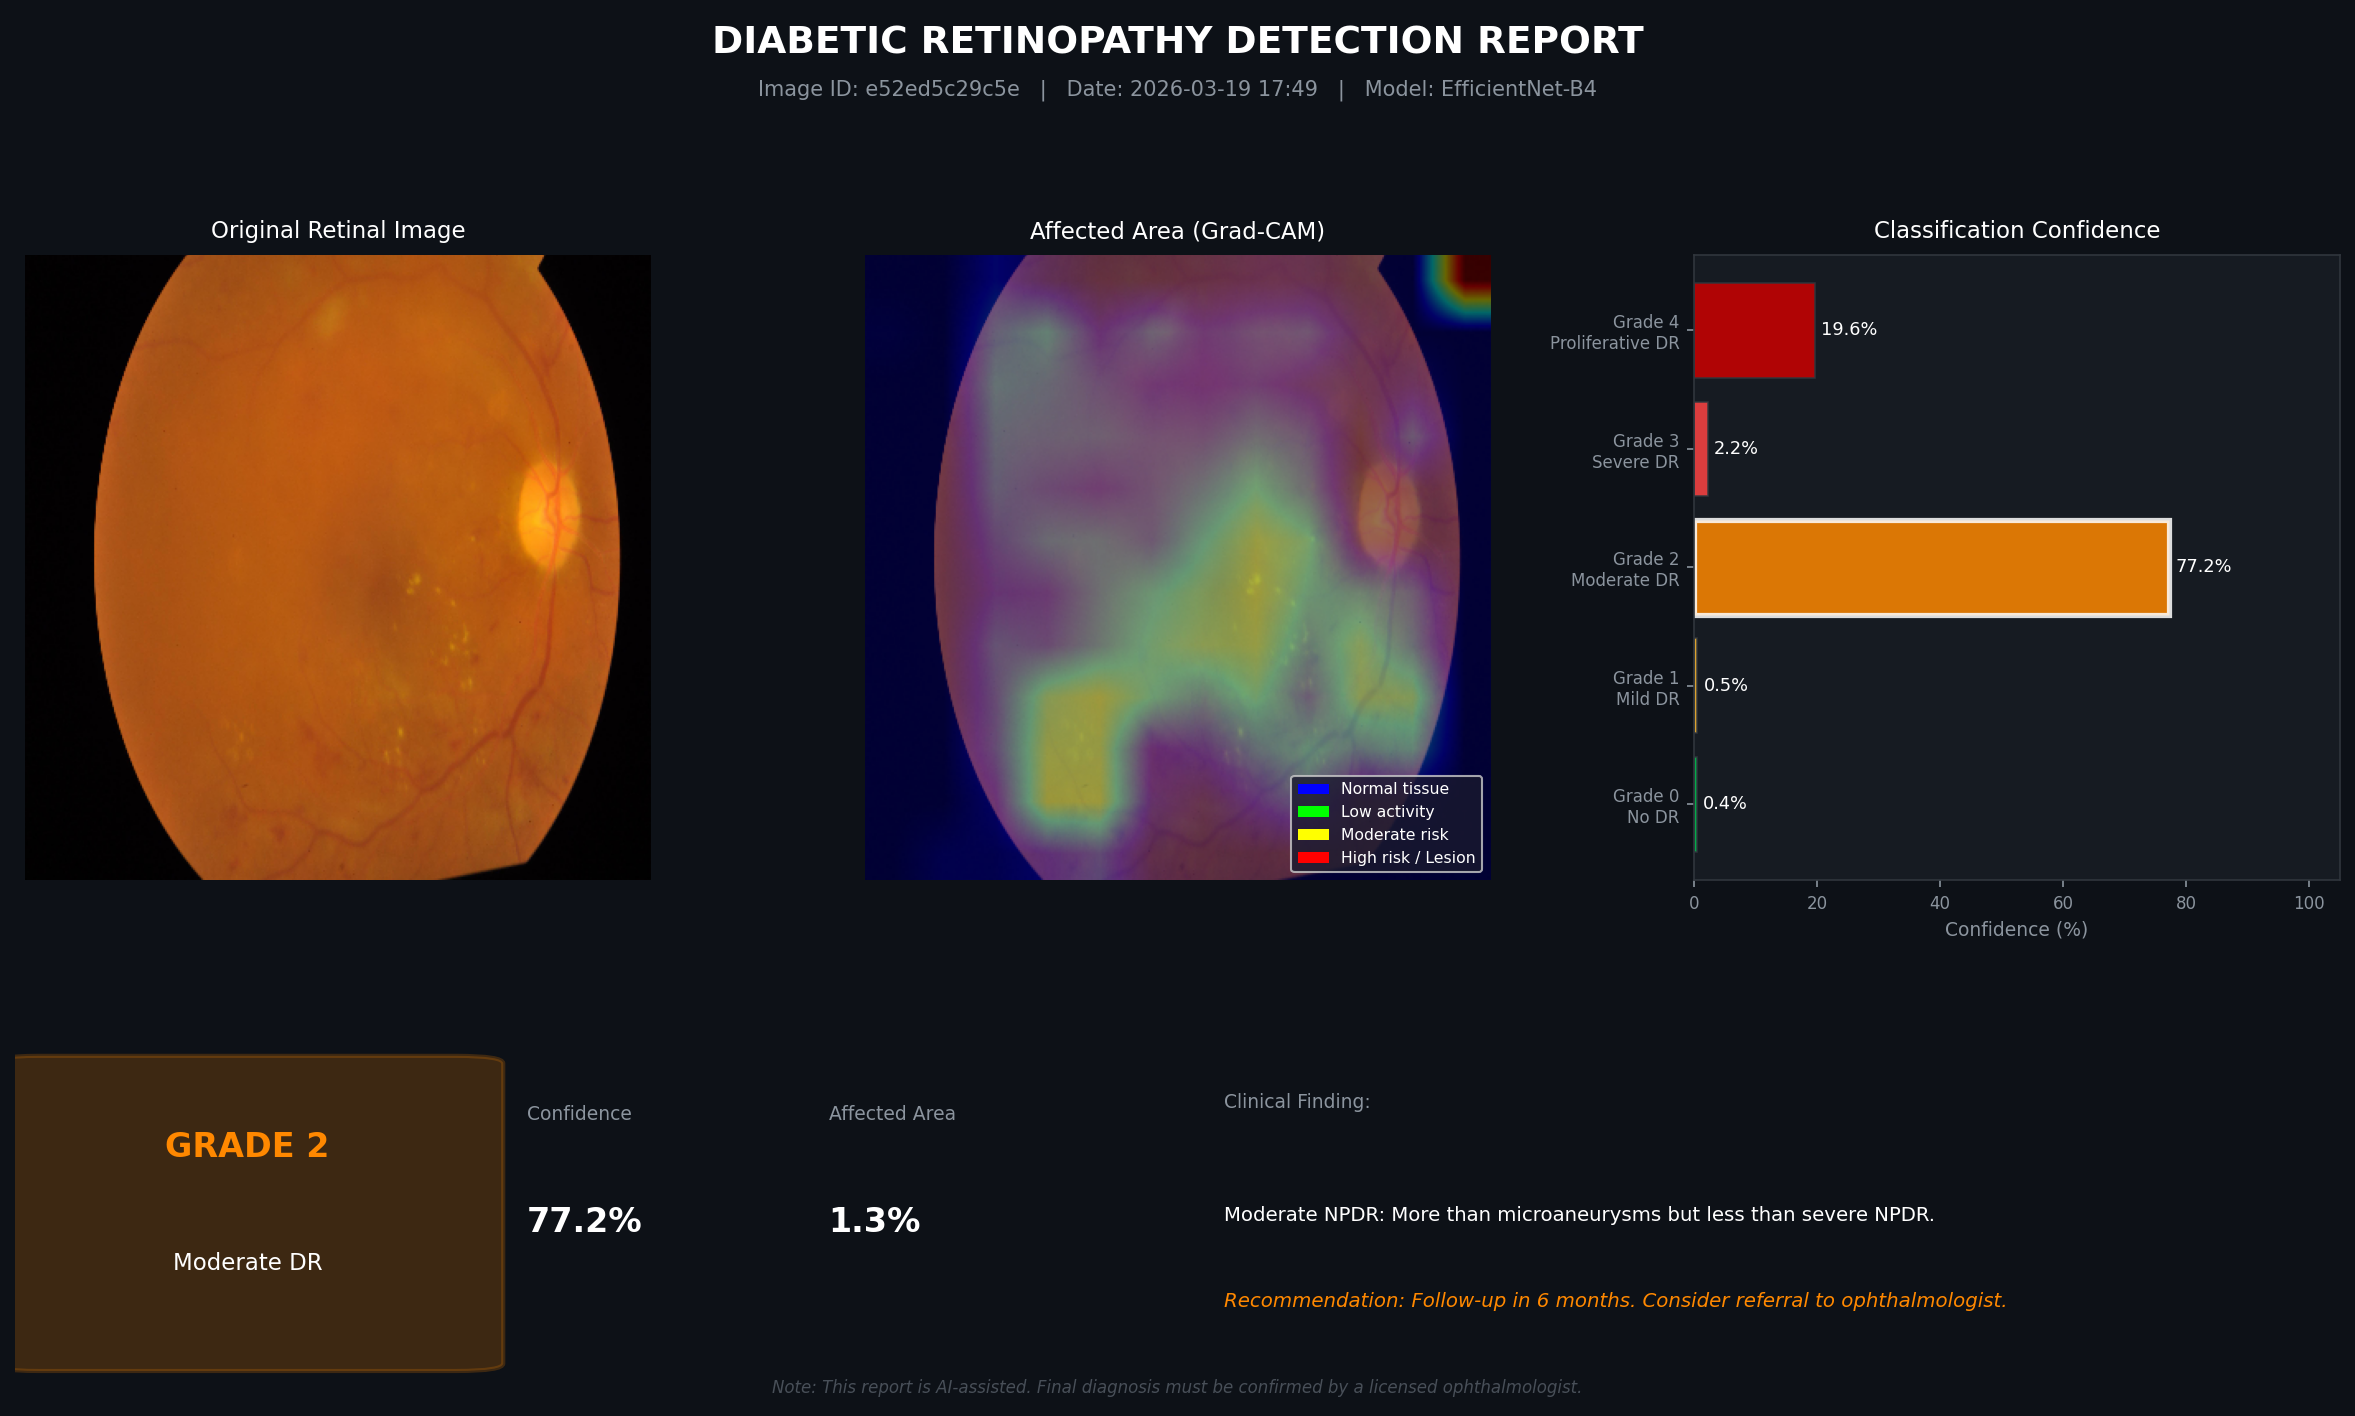 DIABETIC RETINOPATHY DETECTION REPORT
Image ID: e52ed5c29c5e | Date: 2026-03-19 17:49 | Model: EfficientNet-B4
Original Retinal Image
Affected Area (Grad-CAM)
Normal tissue
Low activity
Moderate risk
High risk / Lesion
Classification Confidence
Grade 4
Proliferative DR
19.6%
Grade 3
Severe DR
2.2%
Grade 2
Moderate DR
77.2%
Grade 1
Mild DR
0.5%
Grade 0
No DR
0.4%
0 20 40 60 80 100
Confidence (%)
GRADE 2
Moderate DR
Confidence
77.2%
Affected Area
1.3%
Clinical Finding:
Moderate NPDR: More than microaneurysms but less than severe NPDR.
Recommendation: Follow-up in 6 months. Consider referral to ophthalmologist.
Note: This report is AI-assisted. Final diagnosis must be confirmed by a licensed ophthalmologist.